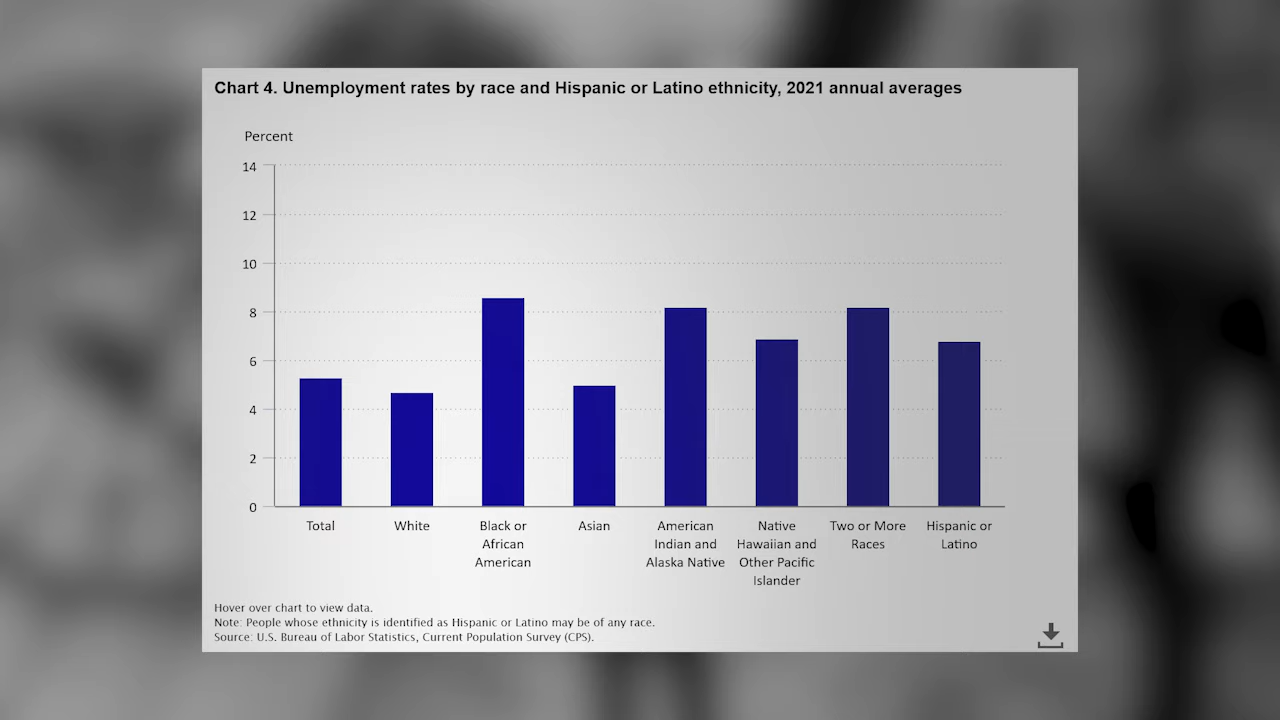 Chart 4. Unemployment rates by race and Hispanic or Latino ethnicity, 2021 annual averages
Percent
14
12
10
8
6
4
2
0
Total
White
Black or
African
American
Asian
American
Indian and
Alaska Native
Native
Hawaiian and
Other Pacific
Islander
Two or More
Races
Hispanic or
Latino
Hover over chart to view data.
Note: People whose ethnicity is identified as Hispanic or Latino may be of any race.
Source: U.S. Bureau of Labor Statistics, Current Population Survey (CPS).